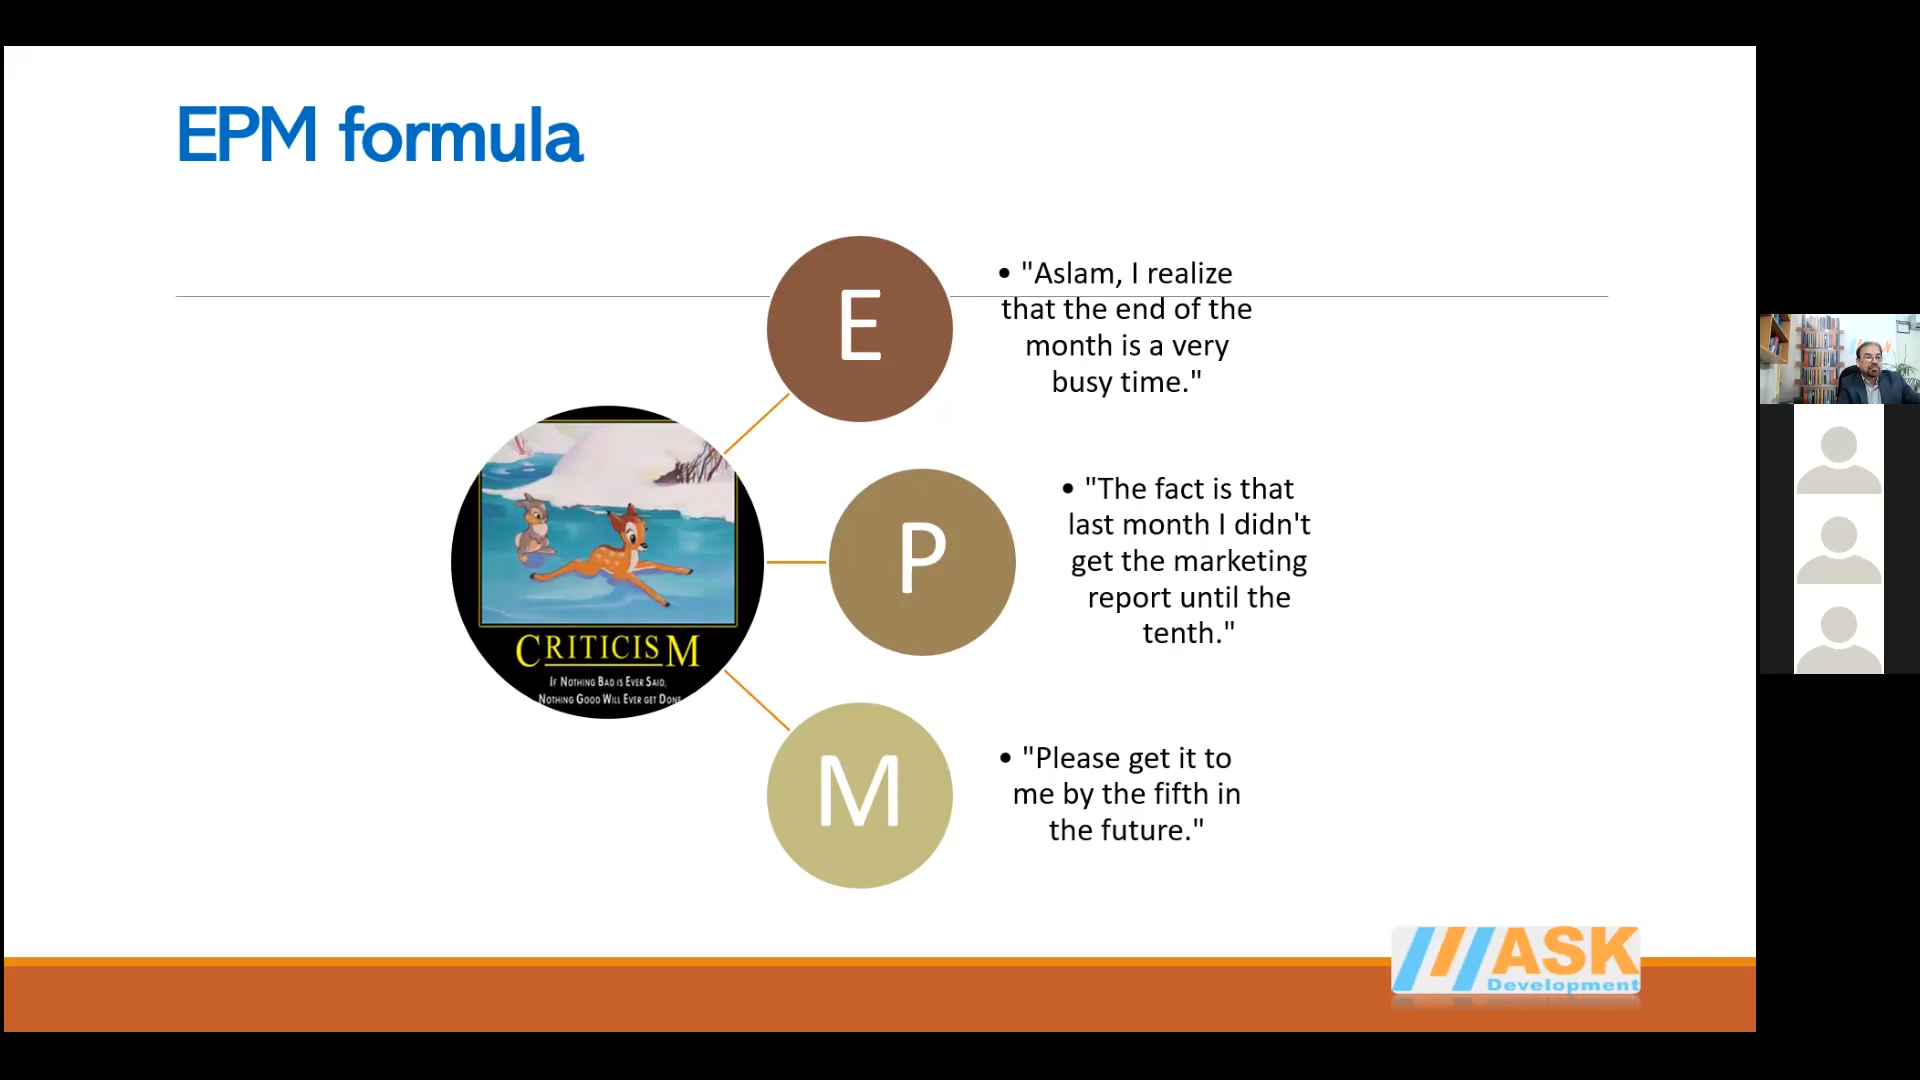 EPM formula
E
• "Aslam, I realize
that the end of the
month is a very
busy time."
P
• "The fact is that
last month I didn't
get the marketing
report until the
tenth."
M
• "Please get it to
me by the fifth in
the future."
CRITICISM
IF NOTHING BAD IS EVER SAID,
NOTHING GOOD WILL EVER GET DONE
ASK
Development